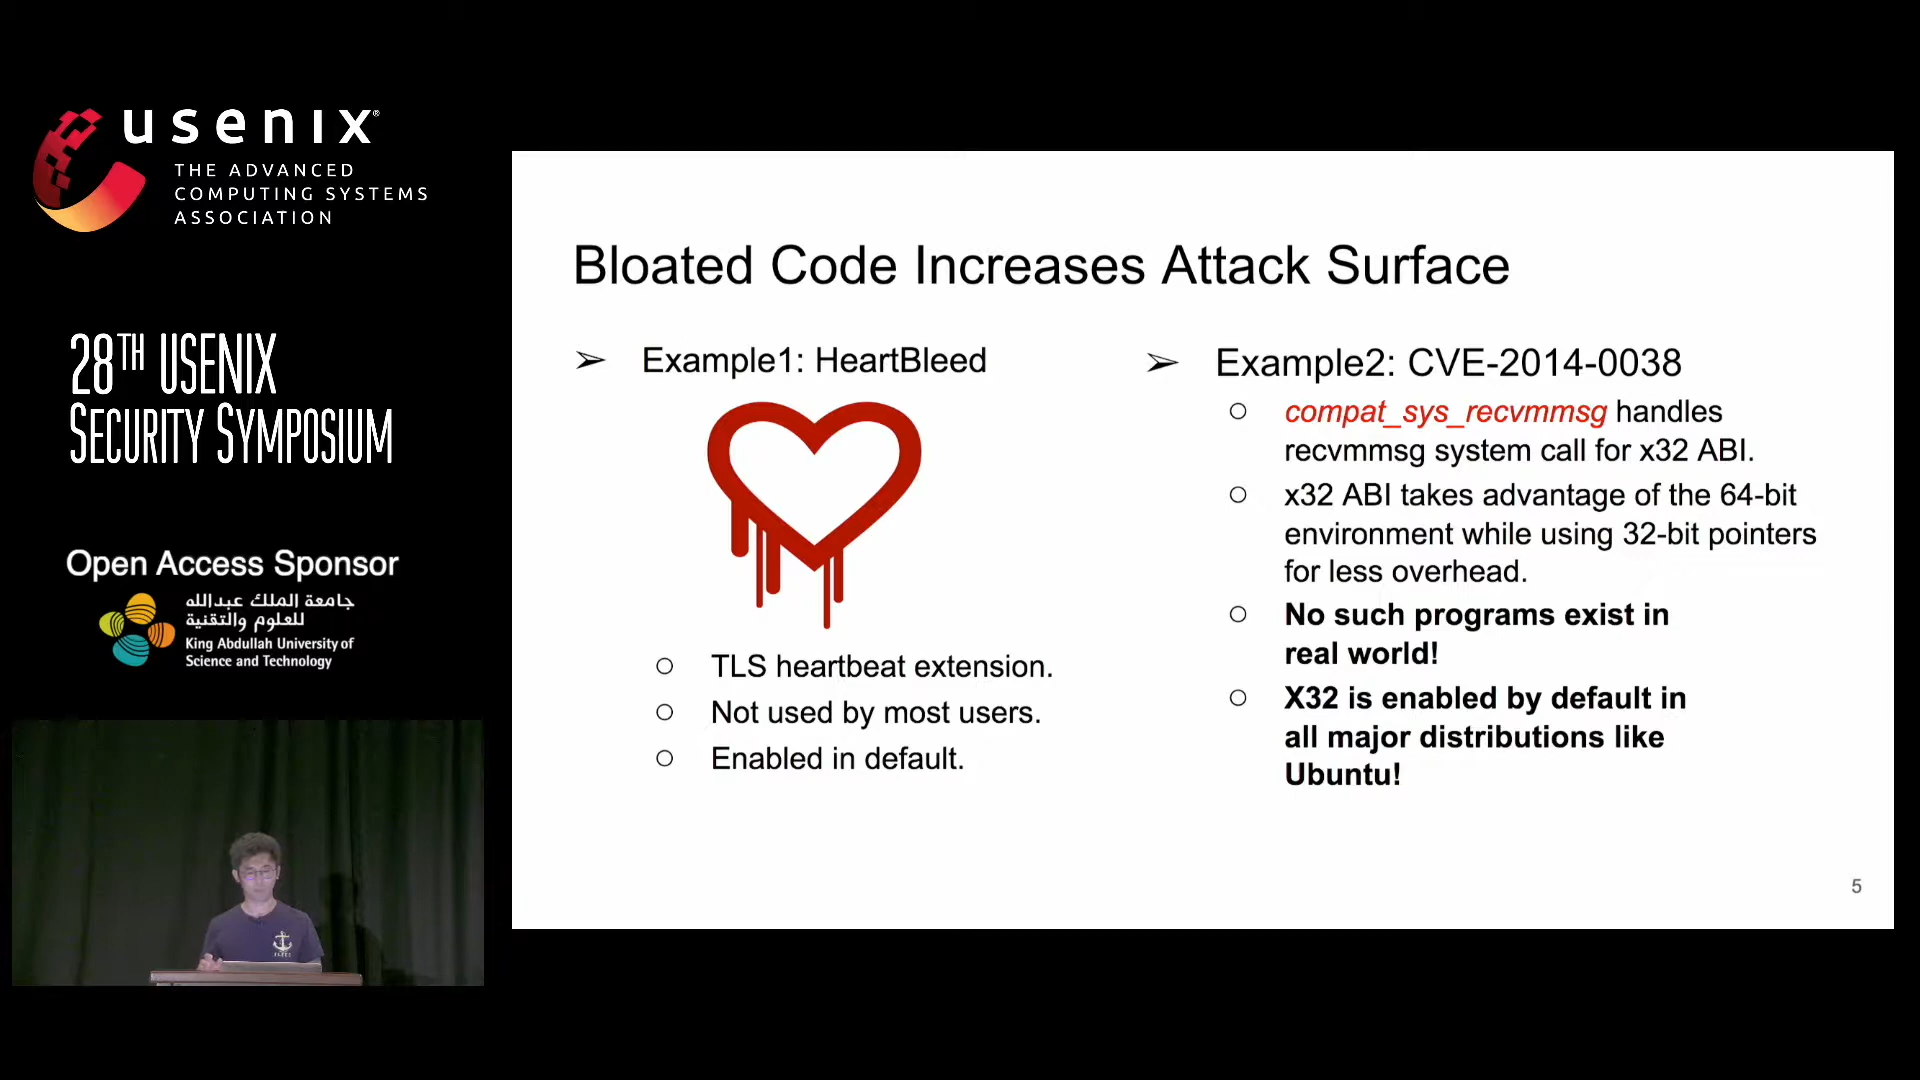 usenix®
THE ADVANCED
COMPUTING SYSTEMS
ASSOCIATION
28TH USENIX
SECURITY SYMPOSIUM
Open Access Sponsor
جامعة الملك عبدالله
للعلوم والتقنية
King Abdullah University of
Science and Technology
Bloated Code Increases Attack Surface
➢ Example1: HeartBleed
○ TLS heartbeat extension.
○ Not used by most users.
○ Enabled in default.
➢ Example2: CVE-2014-0038
○ compat_sys_recvmmsg handles
recvmmsg system call for x32 ABI.
○ x32 ABI takes advantage of the 64-bit
environment while using 32-bit pointers
for less overhead.
○ No such programs exist in
real world!
○ X32 is enabled by default in
all major distributions like
Ubuntu!
5